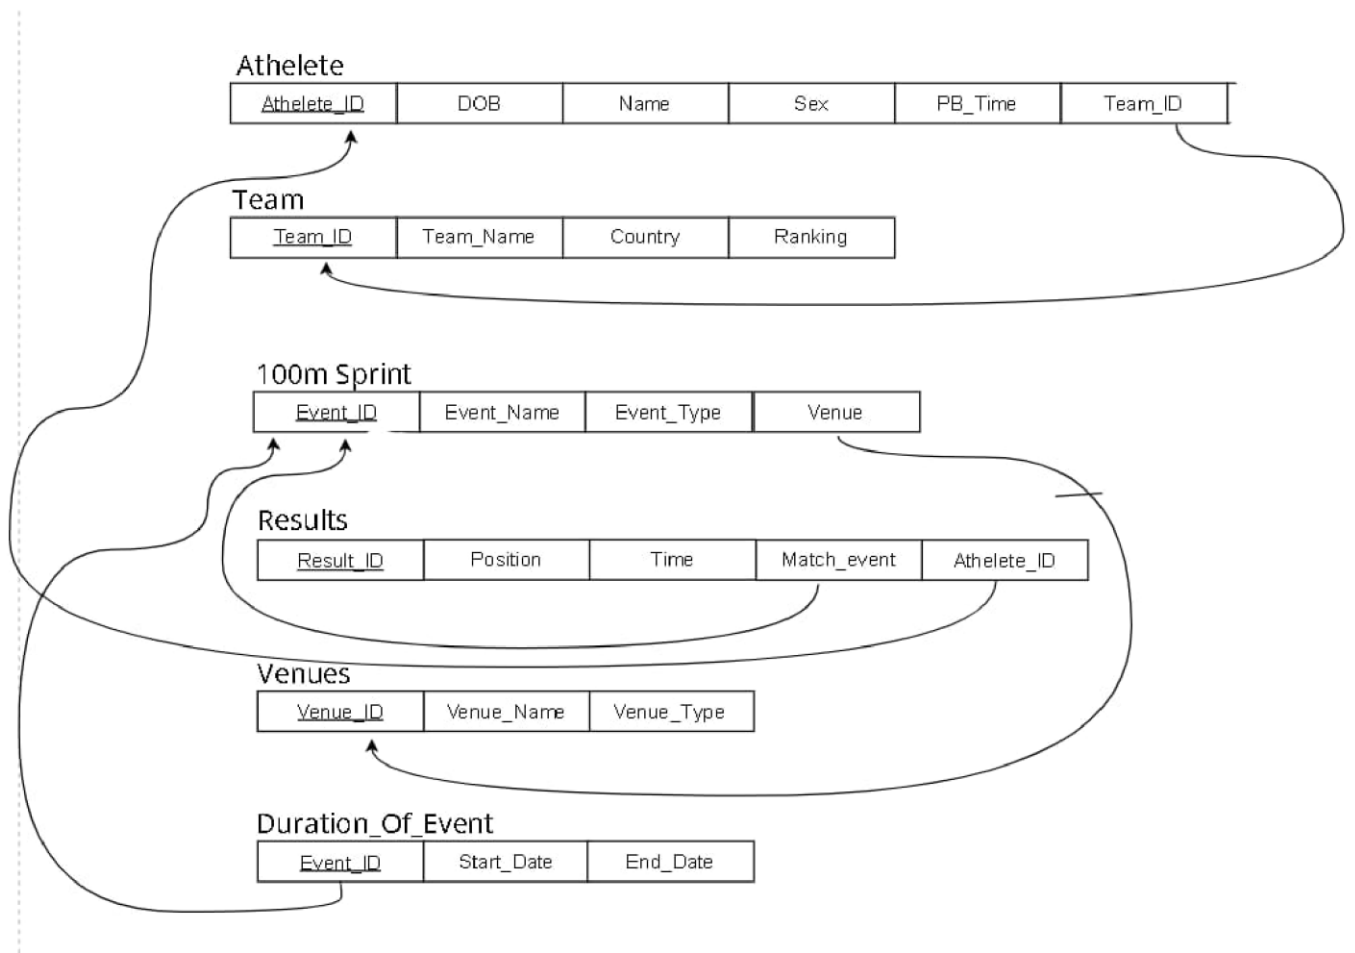 Athelete
Athelete_ID DOB Name Sex PB_Time Team_ID
Team
Team_ID Team_Name Country Ranking
100m Sprint
Event_ID Event_Name Event_Type Venue
Results
Result_ID Position Time Match_event Athelete_ID
Venues
Venue_ID Venue_Name Venue_Type
Duration_Of_Event
Event_ID Start_Date End_Date